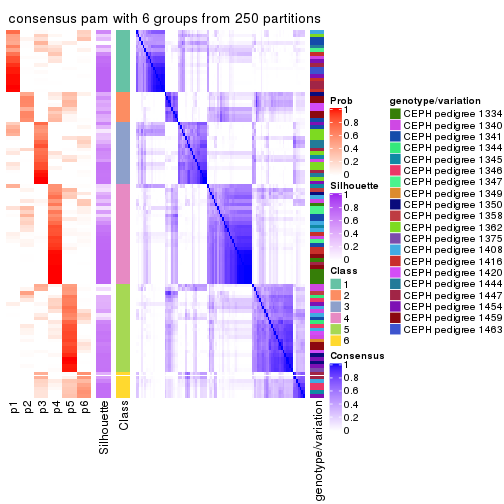 consensus pam with 6 groups from 250 partitions
p1
p2
p3
p4
p5
p6
Silhouette
Class
genotype/variation
Prob
1
0.8
0.6
0.4
0.2
0
Silhouette
1
0.8
0.6
0.4
0.2
0
Class
1
2
3
4
5
6
Consensus
1
0.8
0.6
0.4
0.2
0
genotype/variation
CEPH pedigree 1334
CEPH pedigree 1340
CEPH pedigree 1341
CEPH pedigree 1344
CEPH pedigree 1345
CEPH pedigree 1346
CEPH pedigree 1347
CEPH pedigree 1349
CEPH pedigree 1350
CEPH pedigree 1358
CEPH pedigree 1362
CEPH pedigree 1375
CEPH pedigree 1408
CEPH pedigree 1416
CEPH pedigree 1420
CEPH pedigree 1444
CEPH pedigree 1447
CEPH pedigree 1454
CEPH pedigree 1459
CEPH pedigree 1463